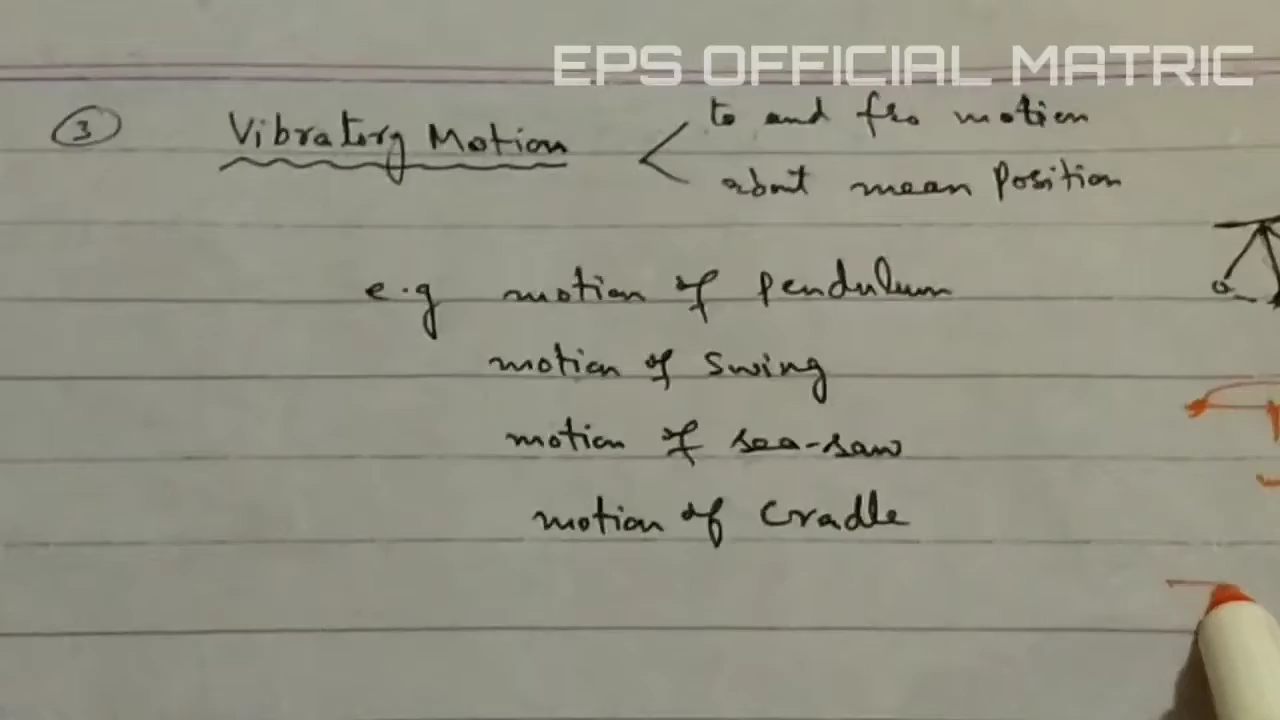 EPS OFFICIAL MATRIC
3 Vibratory Motion < to and fro motion
about mean position
e.g motion of pendulum
motion of swing
motion of see-saw
motion of cradle